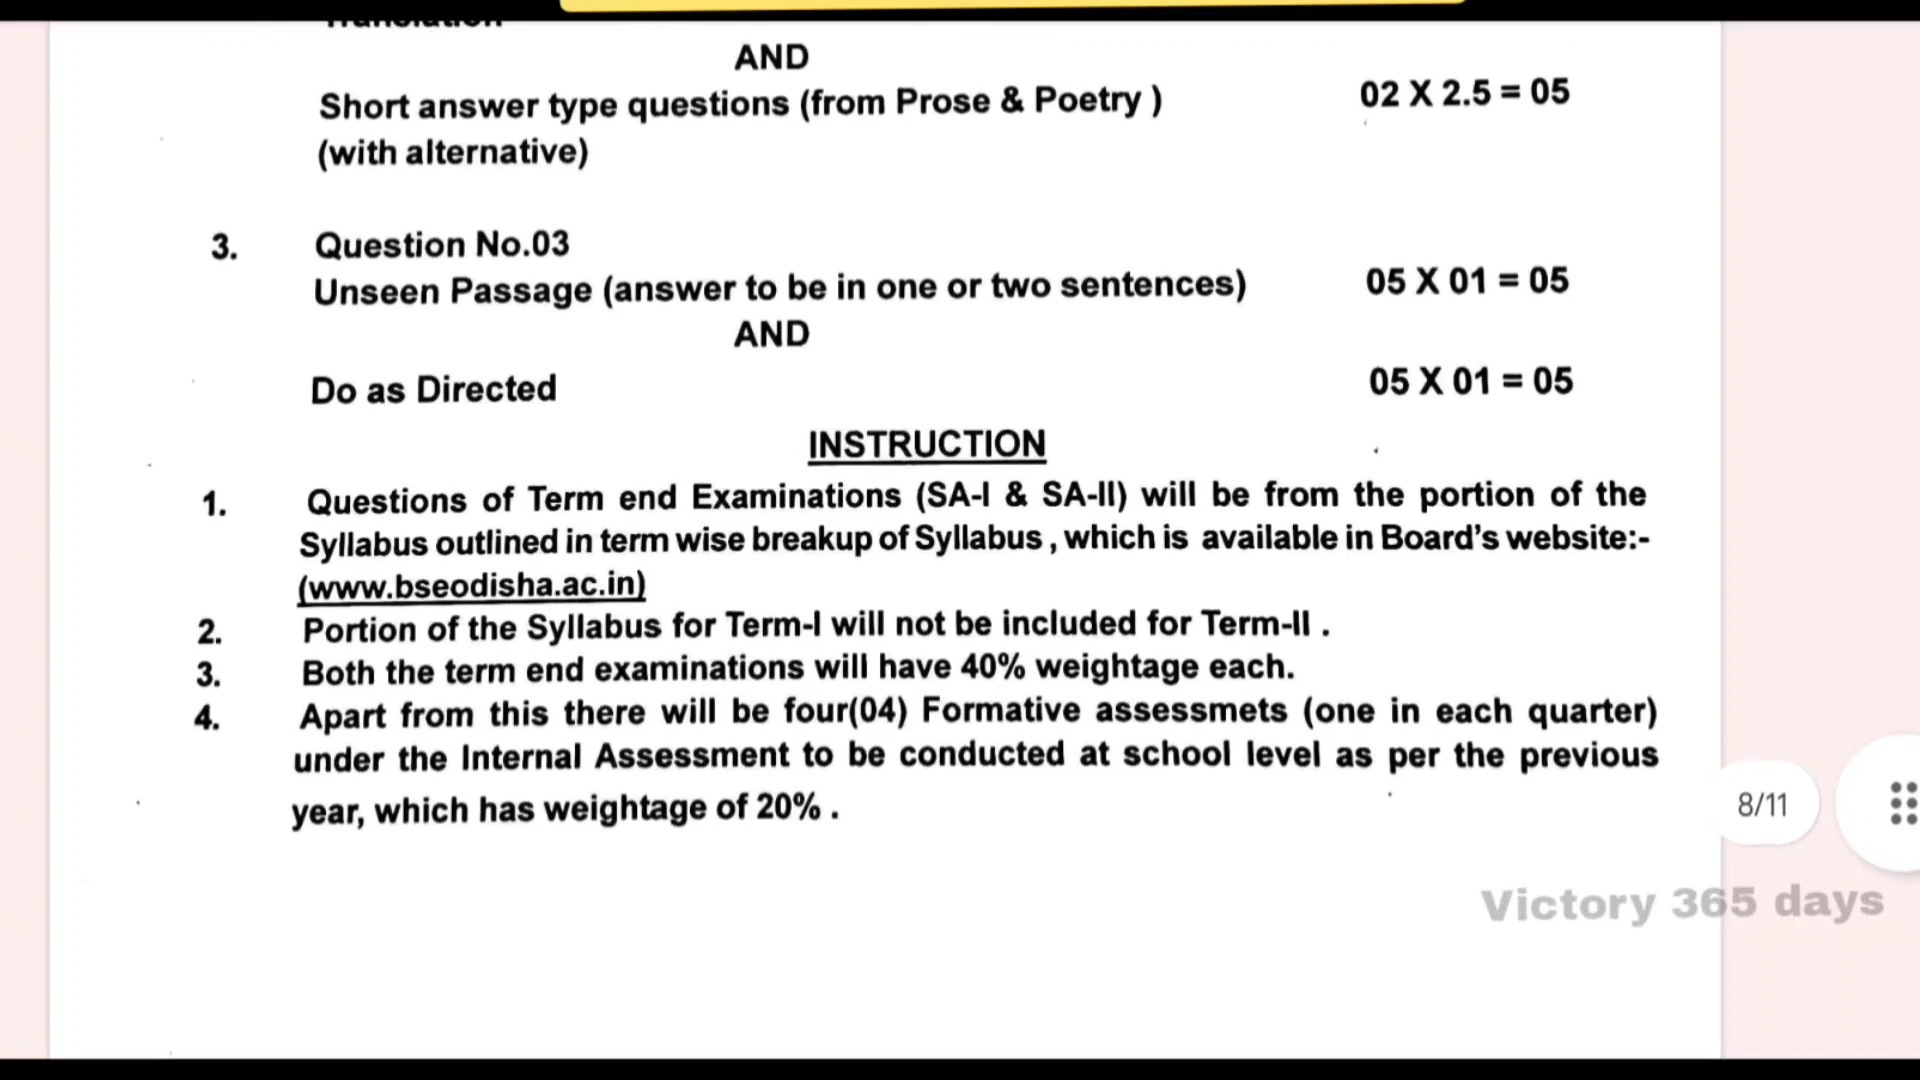 Translation
AND
Short answer type questions (from Prose & Poetry ) 02 X 2.5 = 05
(with alternative)
3. Question No.03
Unseen Passage (answer to be in one or two sentences) 05 X 01 = 05
AND
Do as Directed 05 X 01 = 05
INSTRUCTION
1. Questions of Term end Examinations (SA-I & SA-II) will be from the portion of the
Syllabus outlined in term wise breakup of Syllabus , which is available in Board's website:-
(www.bseodisha.ac.in)
2. Portion of the Syllabus for Term-I will not be included for Term-II .
3. Both the term end examinations will have 40% weightage each.
4. Apart from this there will be four(04) Formative assessmets (one in each quarter)
under the Internal Assessment to be conducted at school level as per the previous
year, which has weightage of 20% .
8/11
Victory 365 days